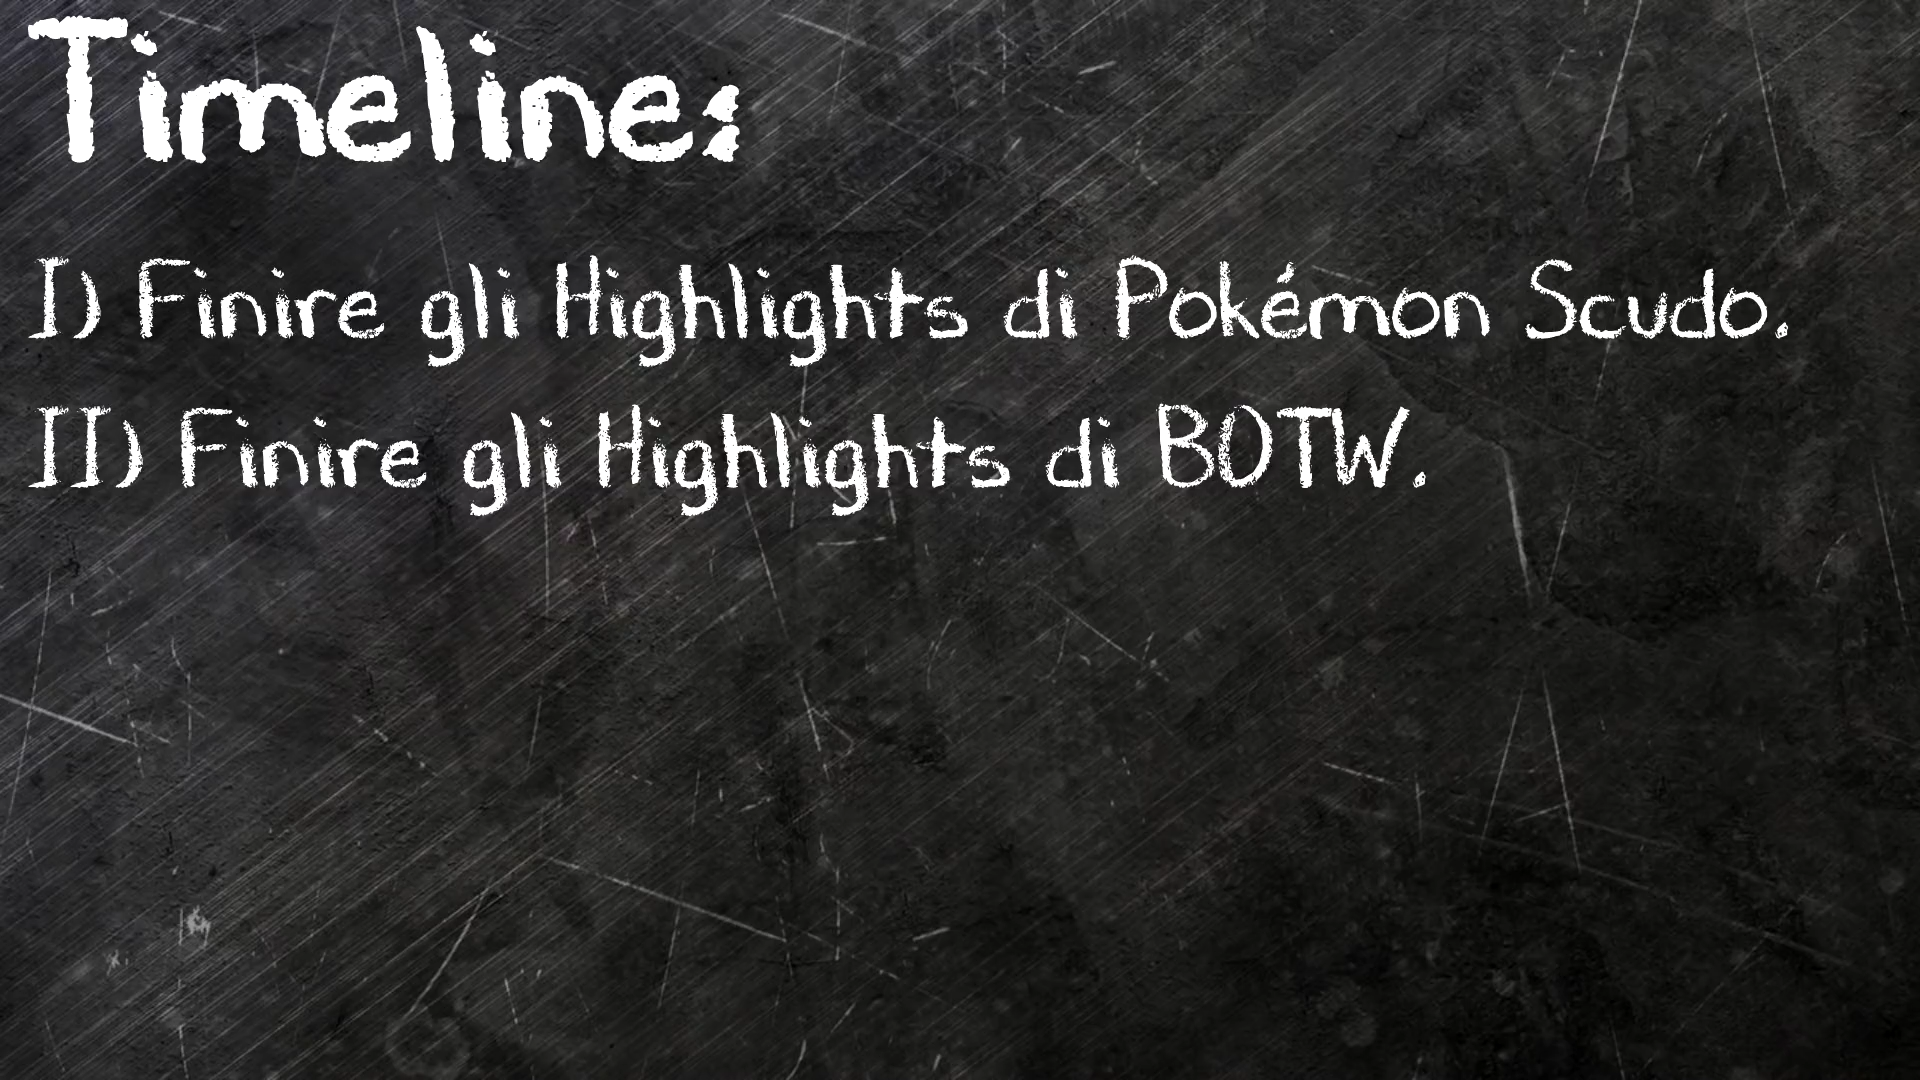 Timeline:
I) Finire gli Highlights di Pokémon Scudo.
II) Finire gli Highlights di BOTW.